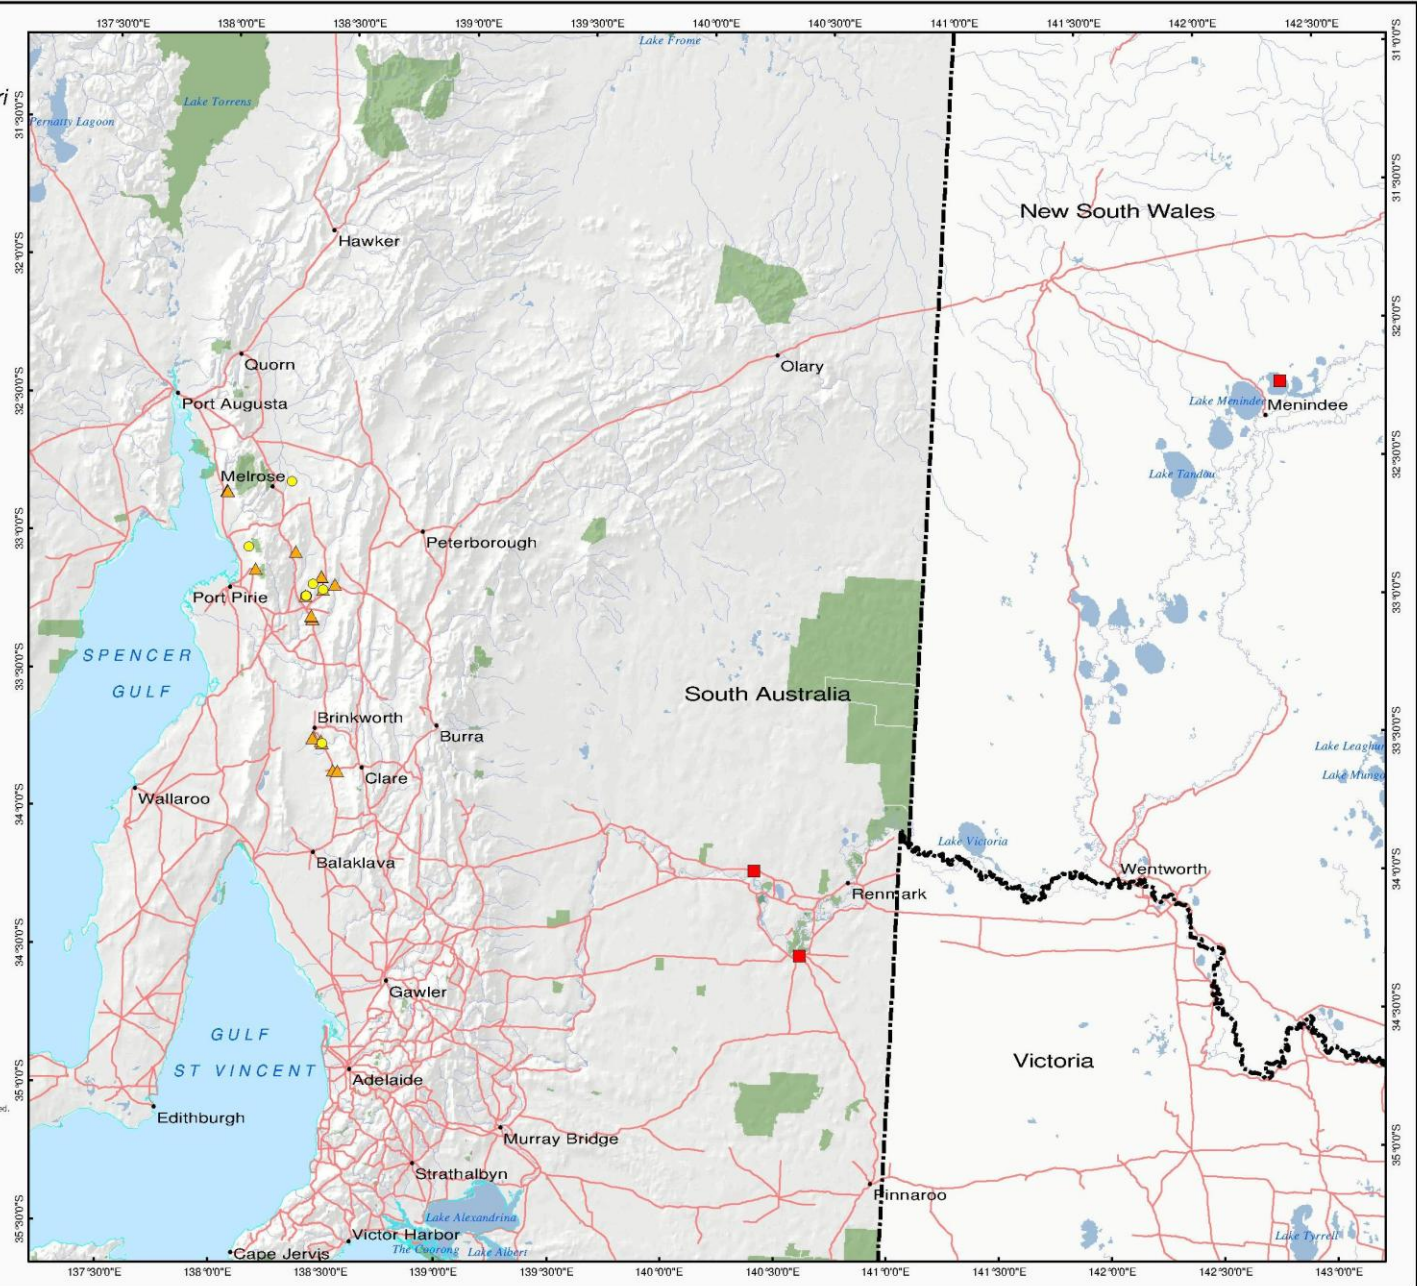 137°30'0"E 138°0'0"E 138°30'0"E 139°0'0"E 139°30'0"E 140°0'0"E 140°30'0"E 141°0'0"E 141°30'0"E 142°0'0"E 142°30'0"E
31°0'0"S
Lake Frome
ri
Lake Torrens
Pernatty Lagoon
31°30'0"S
31°30'0"S
New South Wales
Hawker
32°0'0"S
32°0'0"S
Quorn
Olary
32°30'0"S
Port Augusta
Lake Menindee
Menindee
32°30'0"S
Melrose
Lake Tandou
33°0'0"S
Peterborough
Port Pirie
33°0'0"S
SPENCER
GULF
33°30'0"S
South Australia
Brinkworth
Burra
33°30'0"S
Lake Leaghur
Lake Mungo
Clare
Wallaroo
34°0'0"S
Lake Victoria
Balaklava
Wentworth
34°0'0"S
Renmark
34°30'0"S
Gawler
34°30'0"S
GULF
ST VINCENT
Victoria
Adelaide
35°0'0"S
ed.
Edithburgh
Murray Bridge
35°0'0"S
Strathalbyn
Pinnaroo
35°30'0"S
Lake Alexandrina
Victor Harbor
Lake Tyrrell
Cape Jervis
The Coorong
Lake Albert
137°30'0"E 138°0'0"E 138°30'0"E 139°0'0"E 139°30'0"E 140°0'0"E 140°30'0"E 141°0'0"E 141°30'0"E 142°0'0"E 142°30'0"E 143°0'0"E